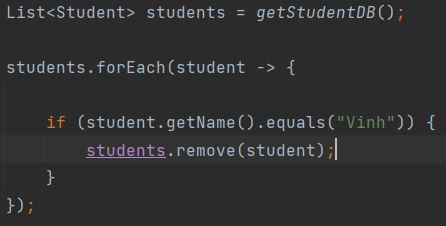 List<Student> students = getStudentDB();
students.forEach(student -> {
if (student.getName().equals("Vinh")) {
students.remove(student);
}
});